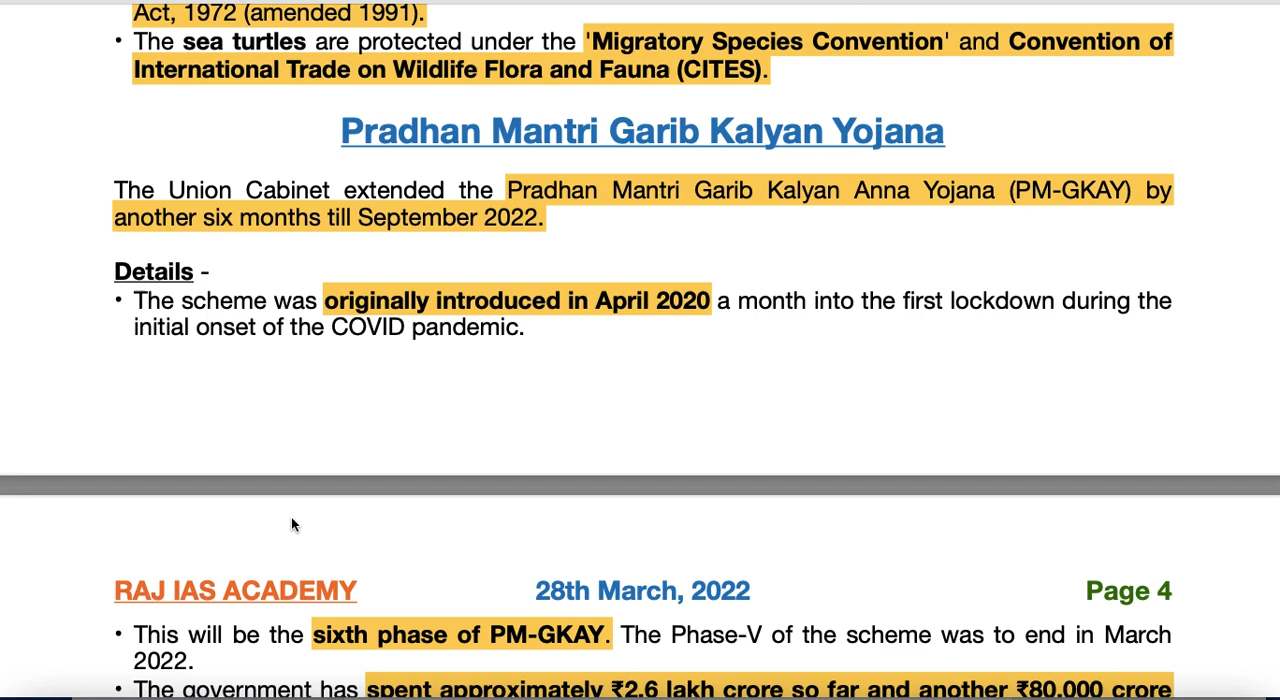 Act, 1972 (amended 1991).
• The sea turtles are protected under the 'Migratory Species Convention' and Convention of
International Trade on Wildlife Flora and Fauna (CITES).
Pradhan Mantri Garib Kalyan Yojana
The Union Cabinet extended the Pradhan Mantri Garib Kalyan Anna Yojana (PM-GKAY) by
another six months till September 2022.
Details -
• The scheme was originally introduced in April 2020 a month into the first lockdown during the
initial onset of the COVID pandemic.
RAJ IAS ACADEMY 28th March, 2022 Page 4
• This will be the sixth phase of PM-GKAY. The Phase-V of the scheme was to end in March
2022.
• The government has spent approximately ₹2.6 lakh crore so far and another ₹80,000 crore